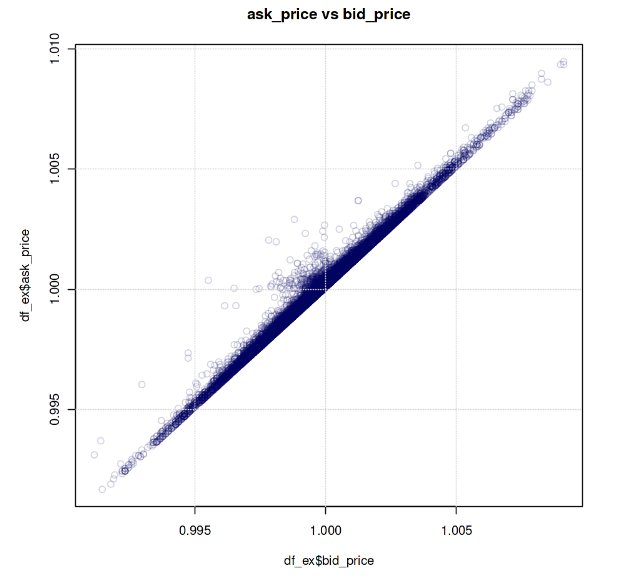 ask_price vs bid_price
1.010
1.005
1.000
0.995
df_ex$ask_price
0.995 1.000 1.005
df_ex$bid_price